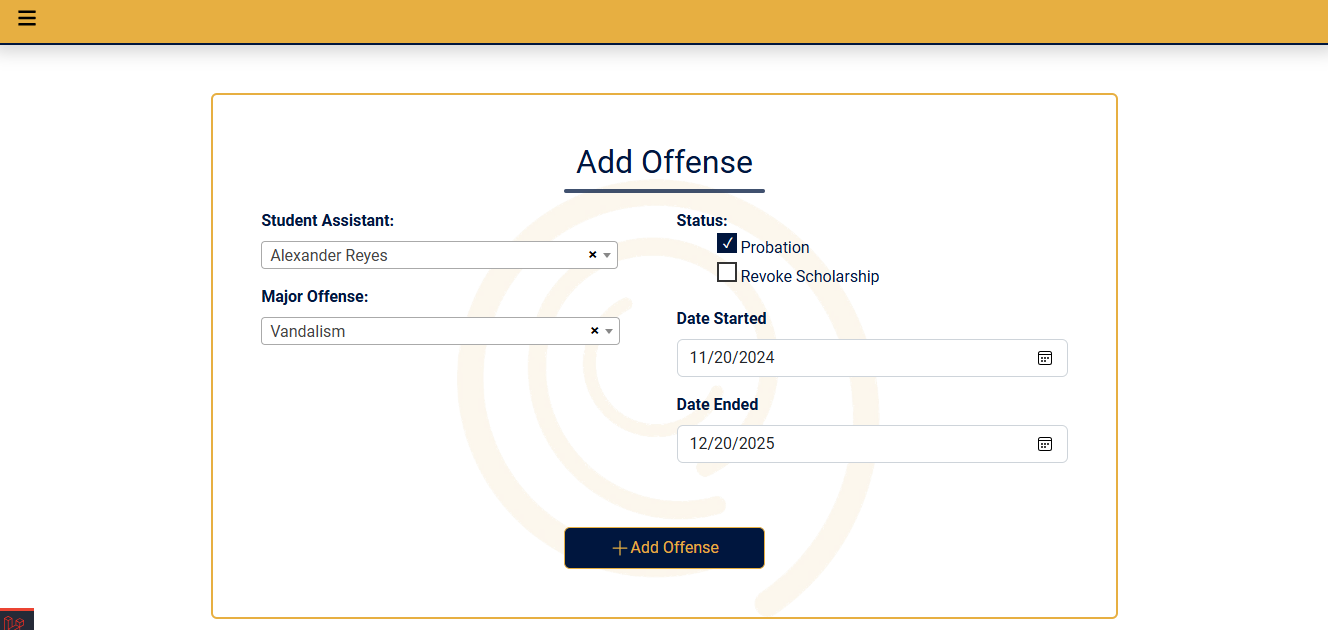 Add Offense
Student Assistant:
Alexander Reyes
Major Offense:
Vandalism
Status:
Probation
Revoke Scholarship
Date Started
11/20/2024
Date Ended
12/20/2025
Add Offense